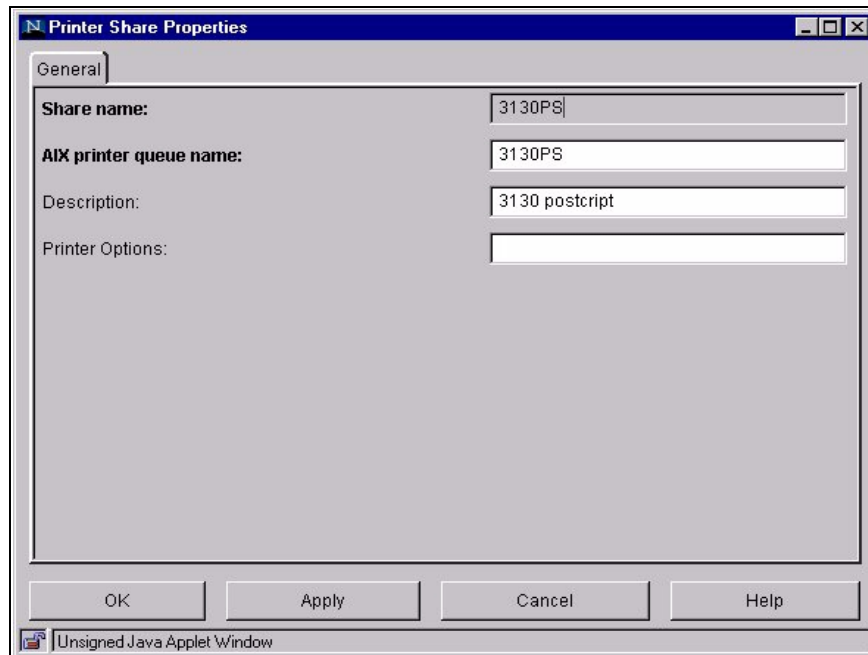 Printer Share Properties
General
Share name: 3130PS
AIX printer queue name: 3130PS
Description: 3130 postcript
Printer Options:
OK Apply Cancel Help
Unsigned Java Applet Window